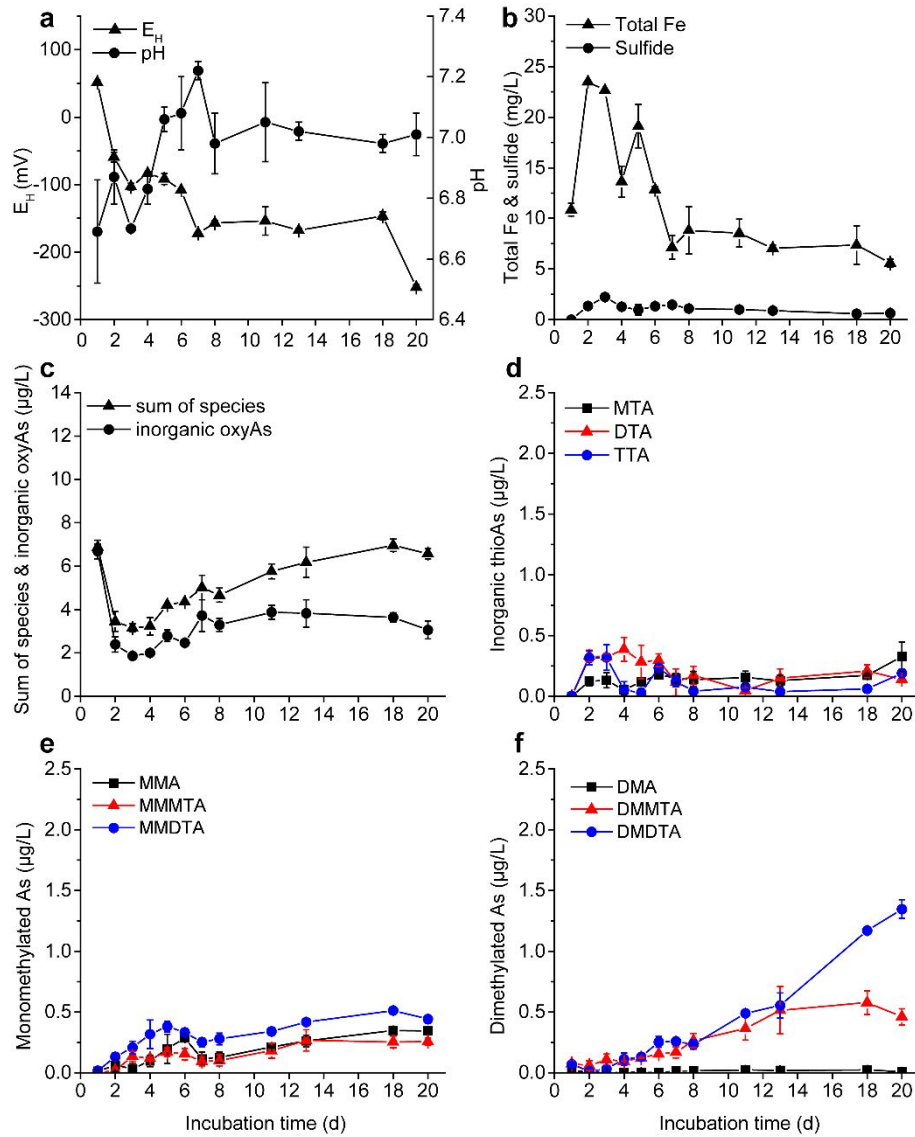 a
E_H
pH
100
0
-100
-200
-300
7.4
7.2
7.0
6.8
6.6
6.4
E_H (mV)
pH
0 2 4 6 8 10 12 14 16 18 20
b
Total Fe
Sulfide
30
25
20
15
10
5
0
Total Fe & sulfide (mg/L)
0 2 4 6 8 10 12 14 16 18 20
c
sum of species
inorganic oxyAs
14
12
10
8
6
4
2
0
Sum of species & inorganic oxyAs (µg/L)
0 2 4 6 8 10 12 14 16 18 20
d
MTA
DTA
TTA
2.5
2.0
1.5
1.0
0.5
0.0
Inorganic thioAs (µg/L)
0 2 4 6 8 10 12 14 16 18 20
e
MMA
MMMTA
MMDTA
2.5
2.0
1.5
1.0
0.5
0.0
Monomethylated As (µg/L)
0 2 4 6 8 10 12 14 16 18 20
Incubation time (d)
f
DMA
DMMTA
DMDTA
2.5
2.0
1.5
1.0
0.5
0.0
Dimethylated As (µg/L)
0 2 4 6 8 10 12 14 16 18 20
Incubation time (d)